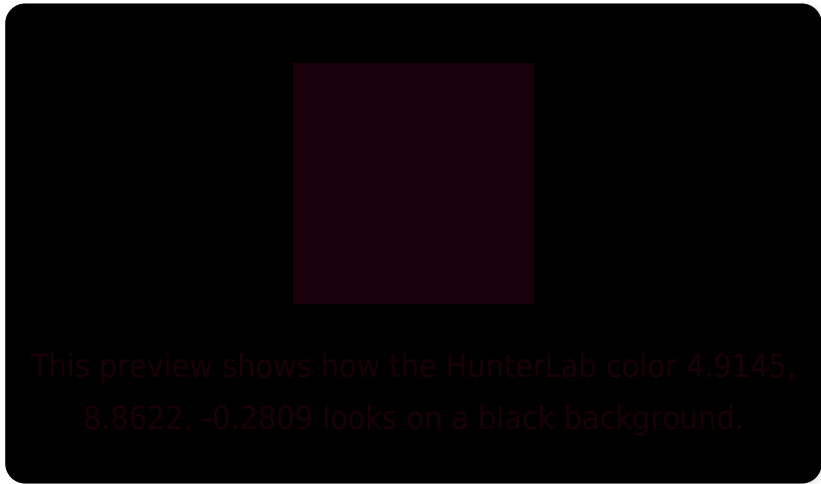 This preview shows how the HunterLab color 4.9145,
8.8622, -0.2809 looks on a black background.